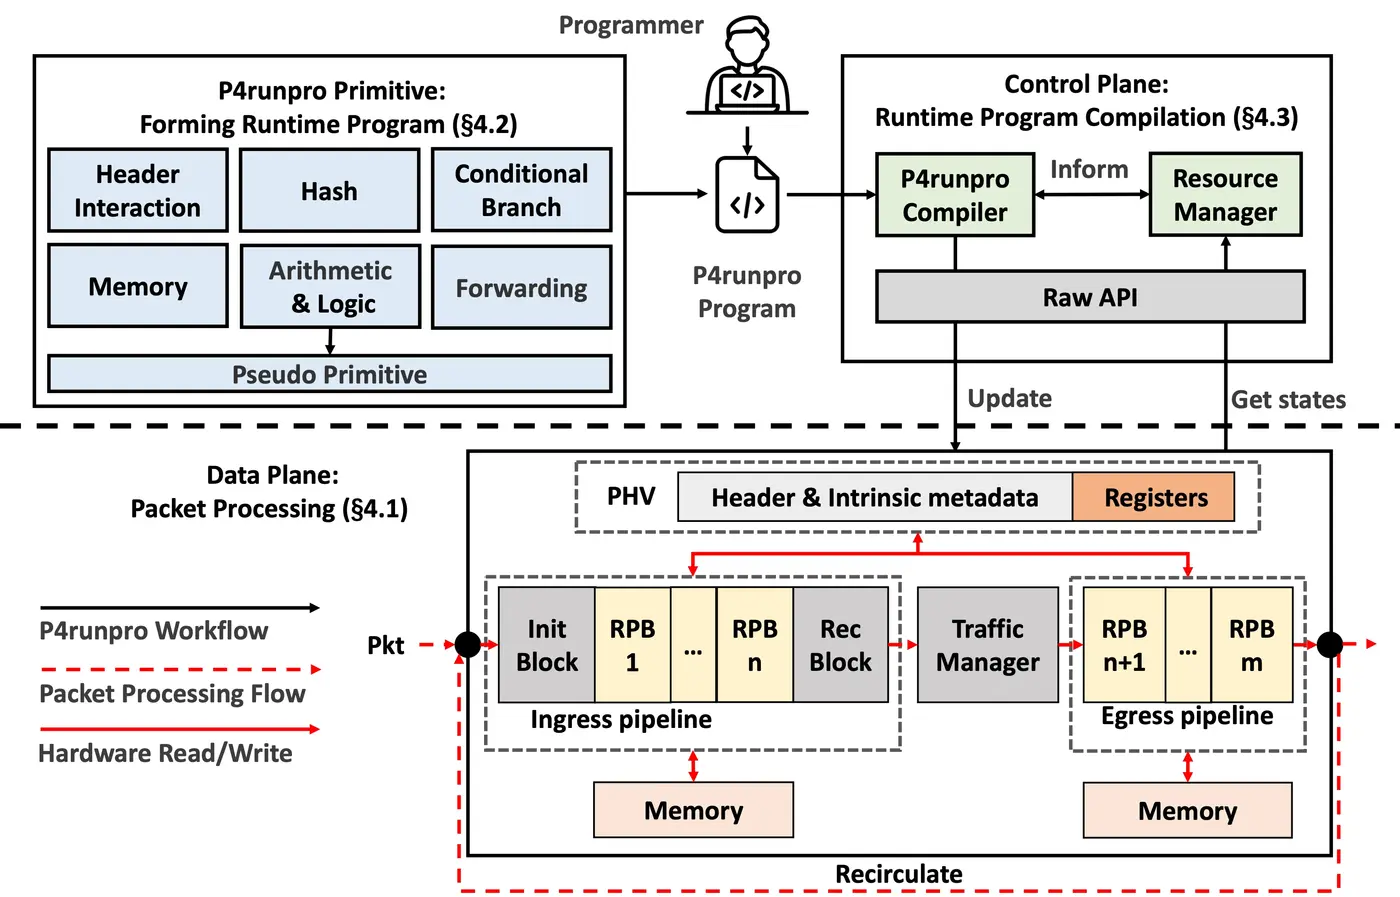 Programmer
P4runpro Primitive:
Forming Runtime Program (§4.2)
Header
Interaction
Hash
Conditional
Branch
Memory
Arithmetic
& Logic
Forwarding
Pseudo Primitive
</>
</>
P4runpro
Program
Control Plane:
Runtime Program Compilation (§4.3)
P4runpro
Compiler
Inform
Resource
Manager
Raw API
Update
Get states
Data Plane:
Packet Processing (§4.1)
P4runpro Workflow
Packet Processing Flow
Hardware Read/Write
PHV
Header & Intrinsic metadata
Registers
Pkt
Init
Block
RPB
1
...
RPB
n
Rec
Block
Ingress pipeline
Traffic
Manager
RPB
n+1
...
RPB
m
Egress pipeline
Memory
Memory
Recirculate